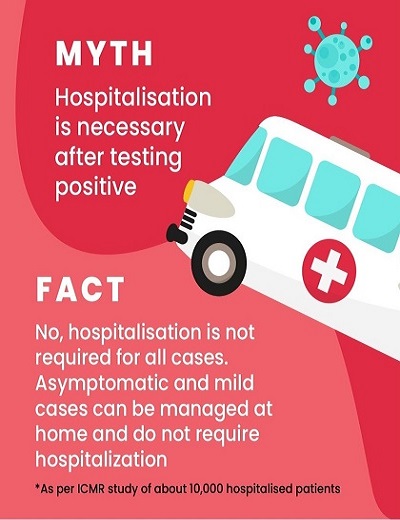 MYTH
Hospitalisation
is necessary
after testing
positive
FACT
No, hospitalisation is not
required for all cases.
Asymptomatic and mild
cases can be managed at
home and do not require
hospitalization
*As per ICMR study of about 10,000 hospitalised patients